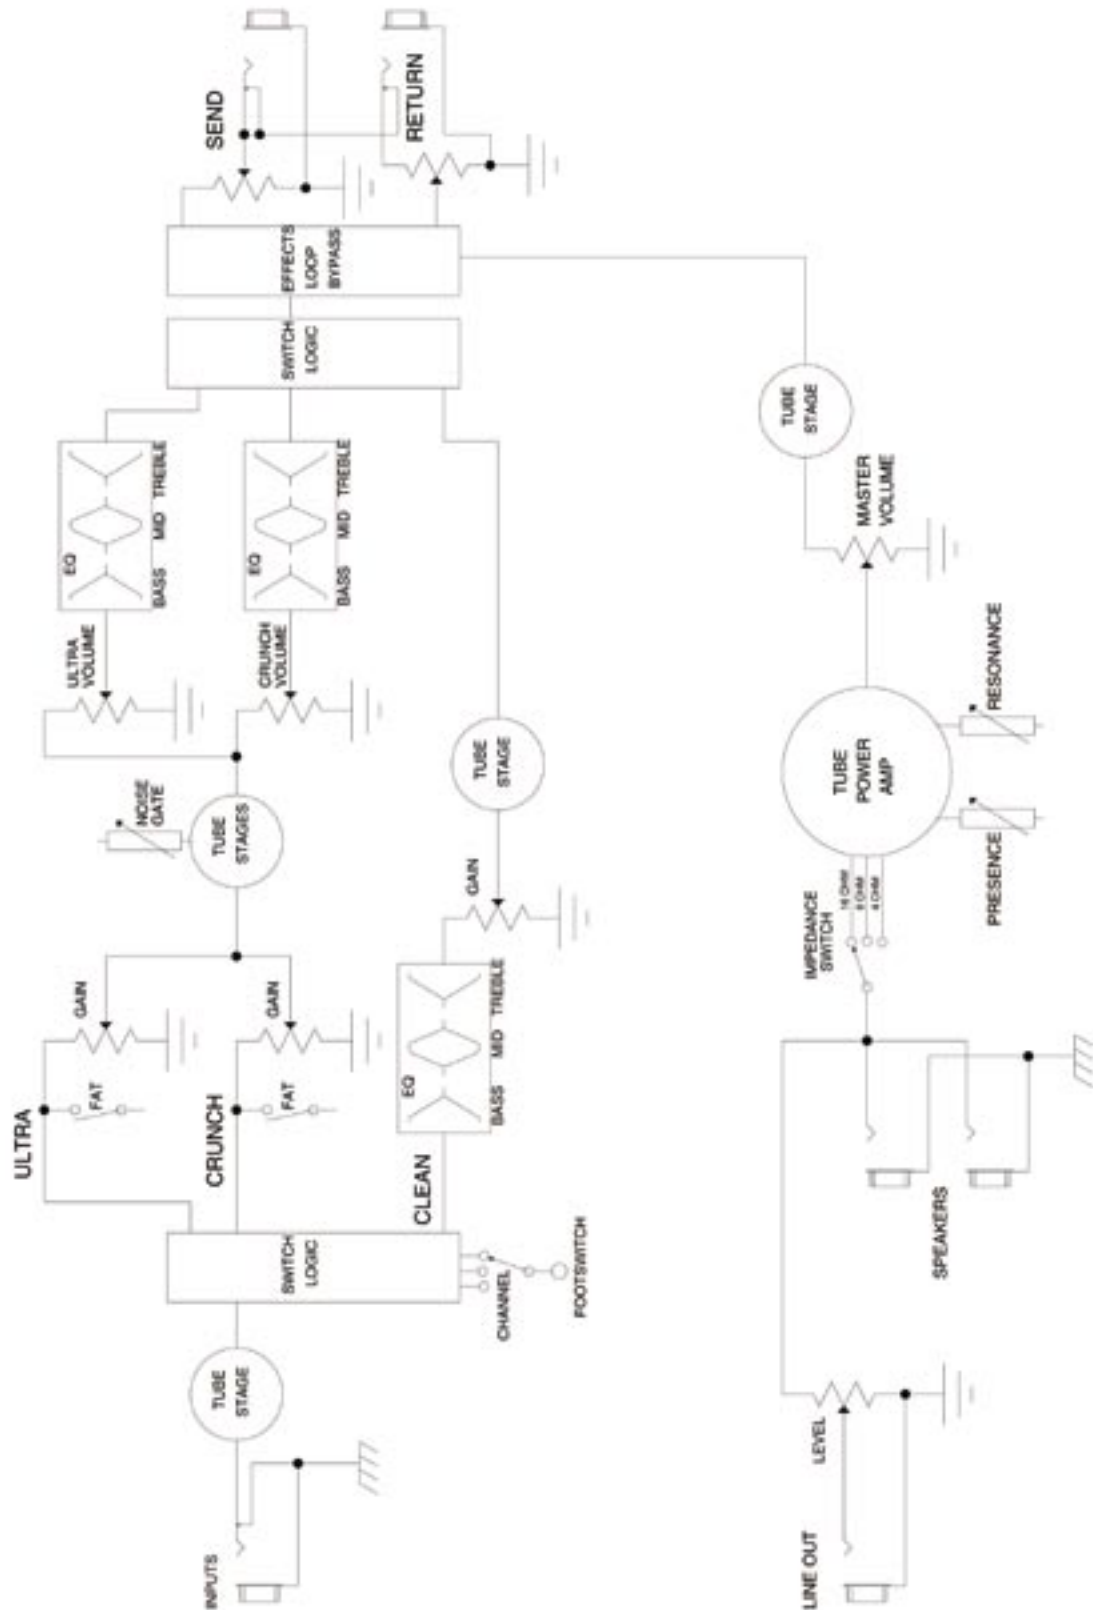 SEND
RETURN
EFFECTS
LOOP
BYPASS
SWITCH
LOGIC
EQ
BASS MID TREBLE
ULTRA
VOLUME
EQ
BASS MID TREBLE
CRUNCH
VOLUME
NOISE
GATE
TUBE
STAGES
TUBE
STAGE
GAIN
ULTRA
FAT
GAIN
CRUNCH
FAT
GAIN
CLEAN
EQ
BASS MID TREBLE
SWITCH
LOGIC
CHANNEL
FOOTSWITCH
TUBE
STAGE
INPUTS
TUBE
STAGE
MASTER
VOLUME
TUBE
POWER
AMP
RESONANCE
PRESENCE
IMPEDANCE
SWITCH
16 OHM
8 OHM
4 OHM
SPEAKERS
LEVEL
LINE OUT